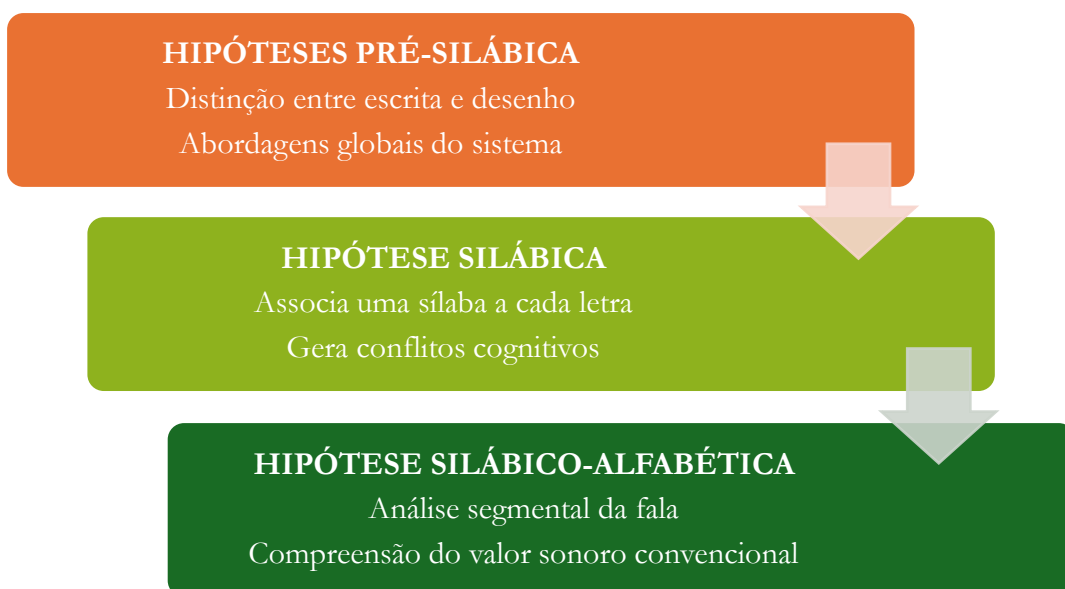 HIPÓTESES PRÉ-SILÁBICA
Distinção entre escrita e desenho
Abordagens globais do sistema
HIPÓTESE SILÁBICA
Associa uma sílaba a cada letra
Gera conflitos cognitivos
HIPÓTESE SILÁBICO-ALFABÉTICA
Análise segmental da fala
Compreensão do valor sonoro convencional